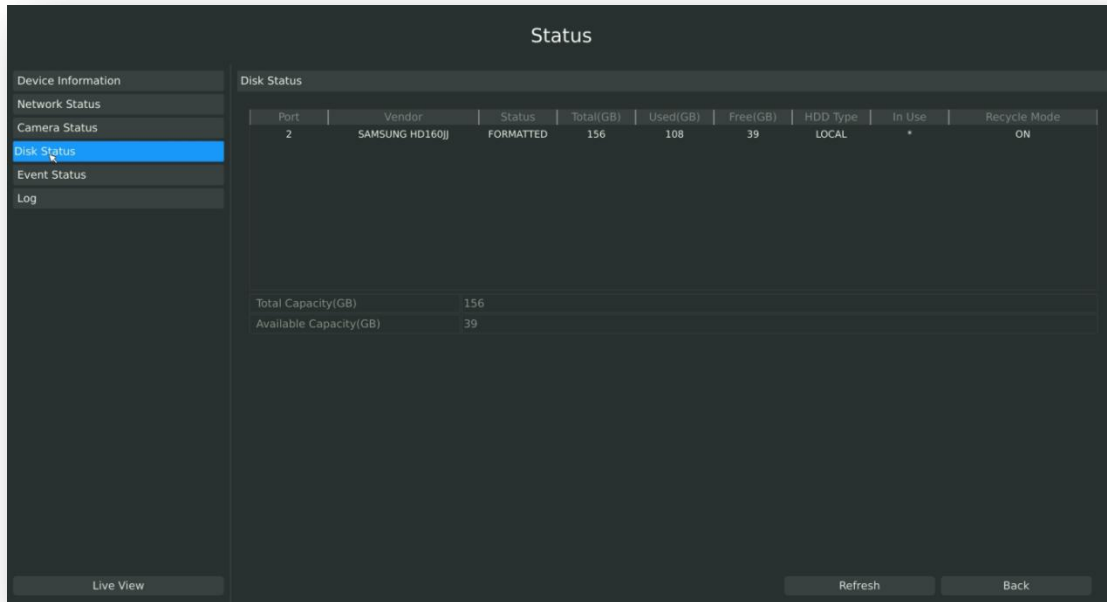 Status
Device Information
Network Status
Camera Status
Disk Status
Event Status
Log
Live View
Disk Status
Port Vendor Status Total(GB) Used(GB) Free(GB) HDD Type In Use Recycle Mode
2 SAMSUNG HD160JJ FORMATTED 156 108 39 LOCAL * ON
Total Capacity(GB) 156
Available Capacity(GB) 39
Refresh Back